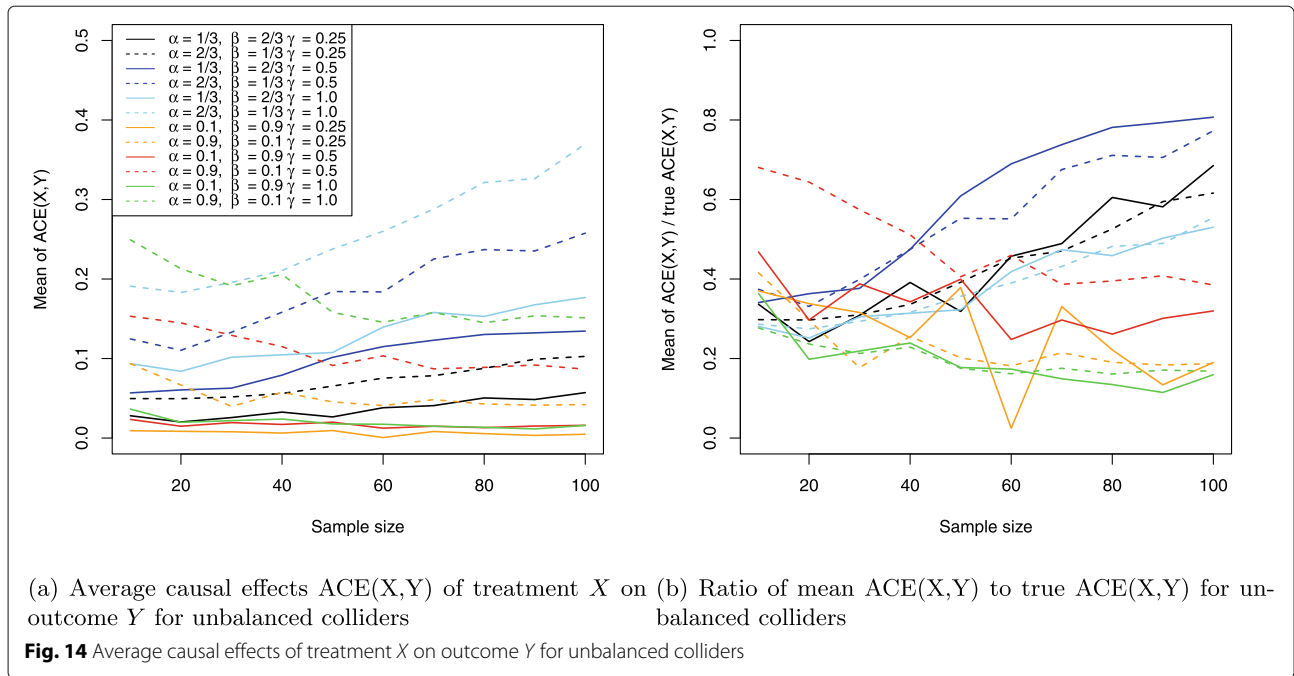 0.5
0.4
0.3
0.2
0.1
0.0
Mean of ACE(X,Y)
α = 1/3, β = 2/3 γ = 0.25
α = 2/3, β = 1/3 γ = 0.25
α = 1/3, β = 2/3 γ = 0.5
α = 2/3, β = 1/3 γ = 0.5
α = 1/3, β = 2/3 γ = 1.0
α = 2/3, β = 1/3 γ = 1.0
α = 0.1, β = 0.9 γ = 0.25
α = 0.9, β = 0.1 γ = 0.25
α = 0.1, β = 0.9 γ = 0.5
α = 0.9, β = 0.1 γ = 0.5
α = 0.1, β = 0.9 γ = 1.0
α = 0.9, β = 0.1 γ = 1.0
20 40 60 80 100
Sample size
1.0
0.8
0.6
0.4
0.2
0.0
Mean of ACE(X,Y) / true ACE(X,Y)
20 40 60 80 100
Sample size
(a) Average causal effects ACE(X,Y) of treatment X on
outcome Y for unbalanced colliders
(b) Ratio of mean ACE(X,Y) to true ACE(X,Y) for un-
balanced colliders
Fig. 14 Average causal effects of treatment X on outcome Y for unbalanced colliders